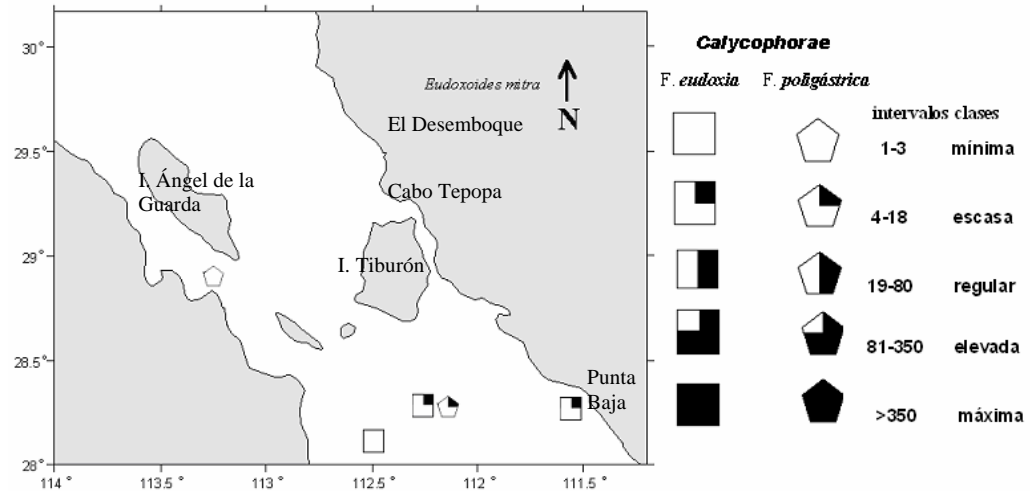 30°
29.5°
29°
28.5°
28°
114 °
113.5 °
113 °
112.5 °
112 °
111.5 °
Eudoxoides mitra
N
El Desemboque
I. Ángel de la
Guarda
Cabo Tepopa
I. Tiburón
Punta
Baja
Calycophorae
F. eudoxia F. poligástrica
intervalos clases
1-3 mínima
4-18 escasa
19-80 regular
81-350 elevada
>350 máxima